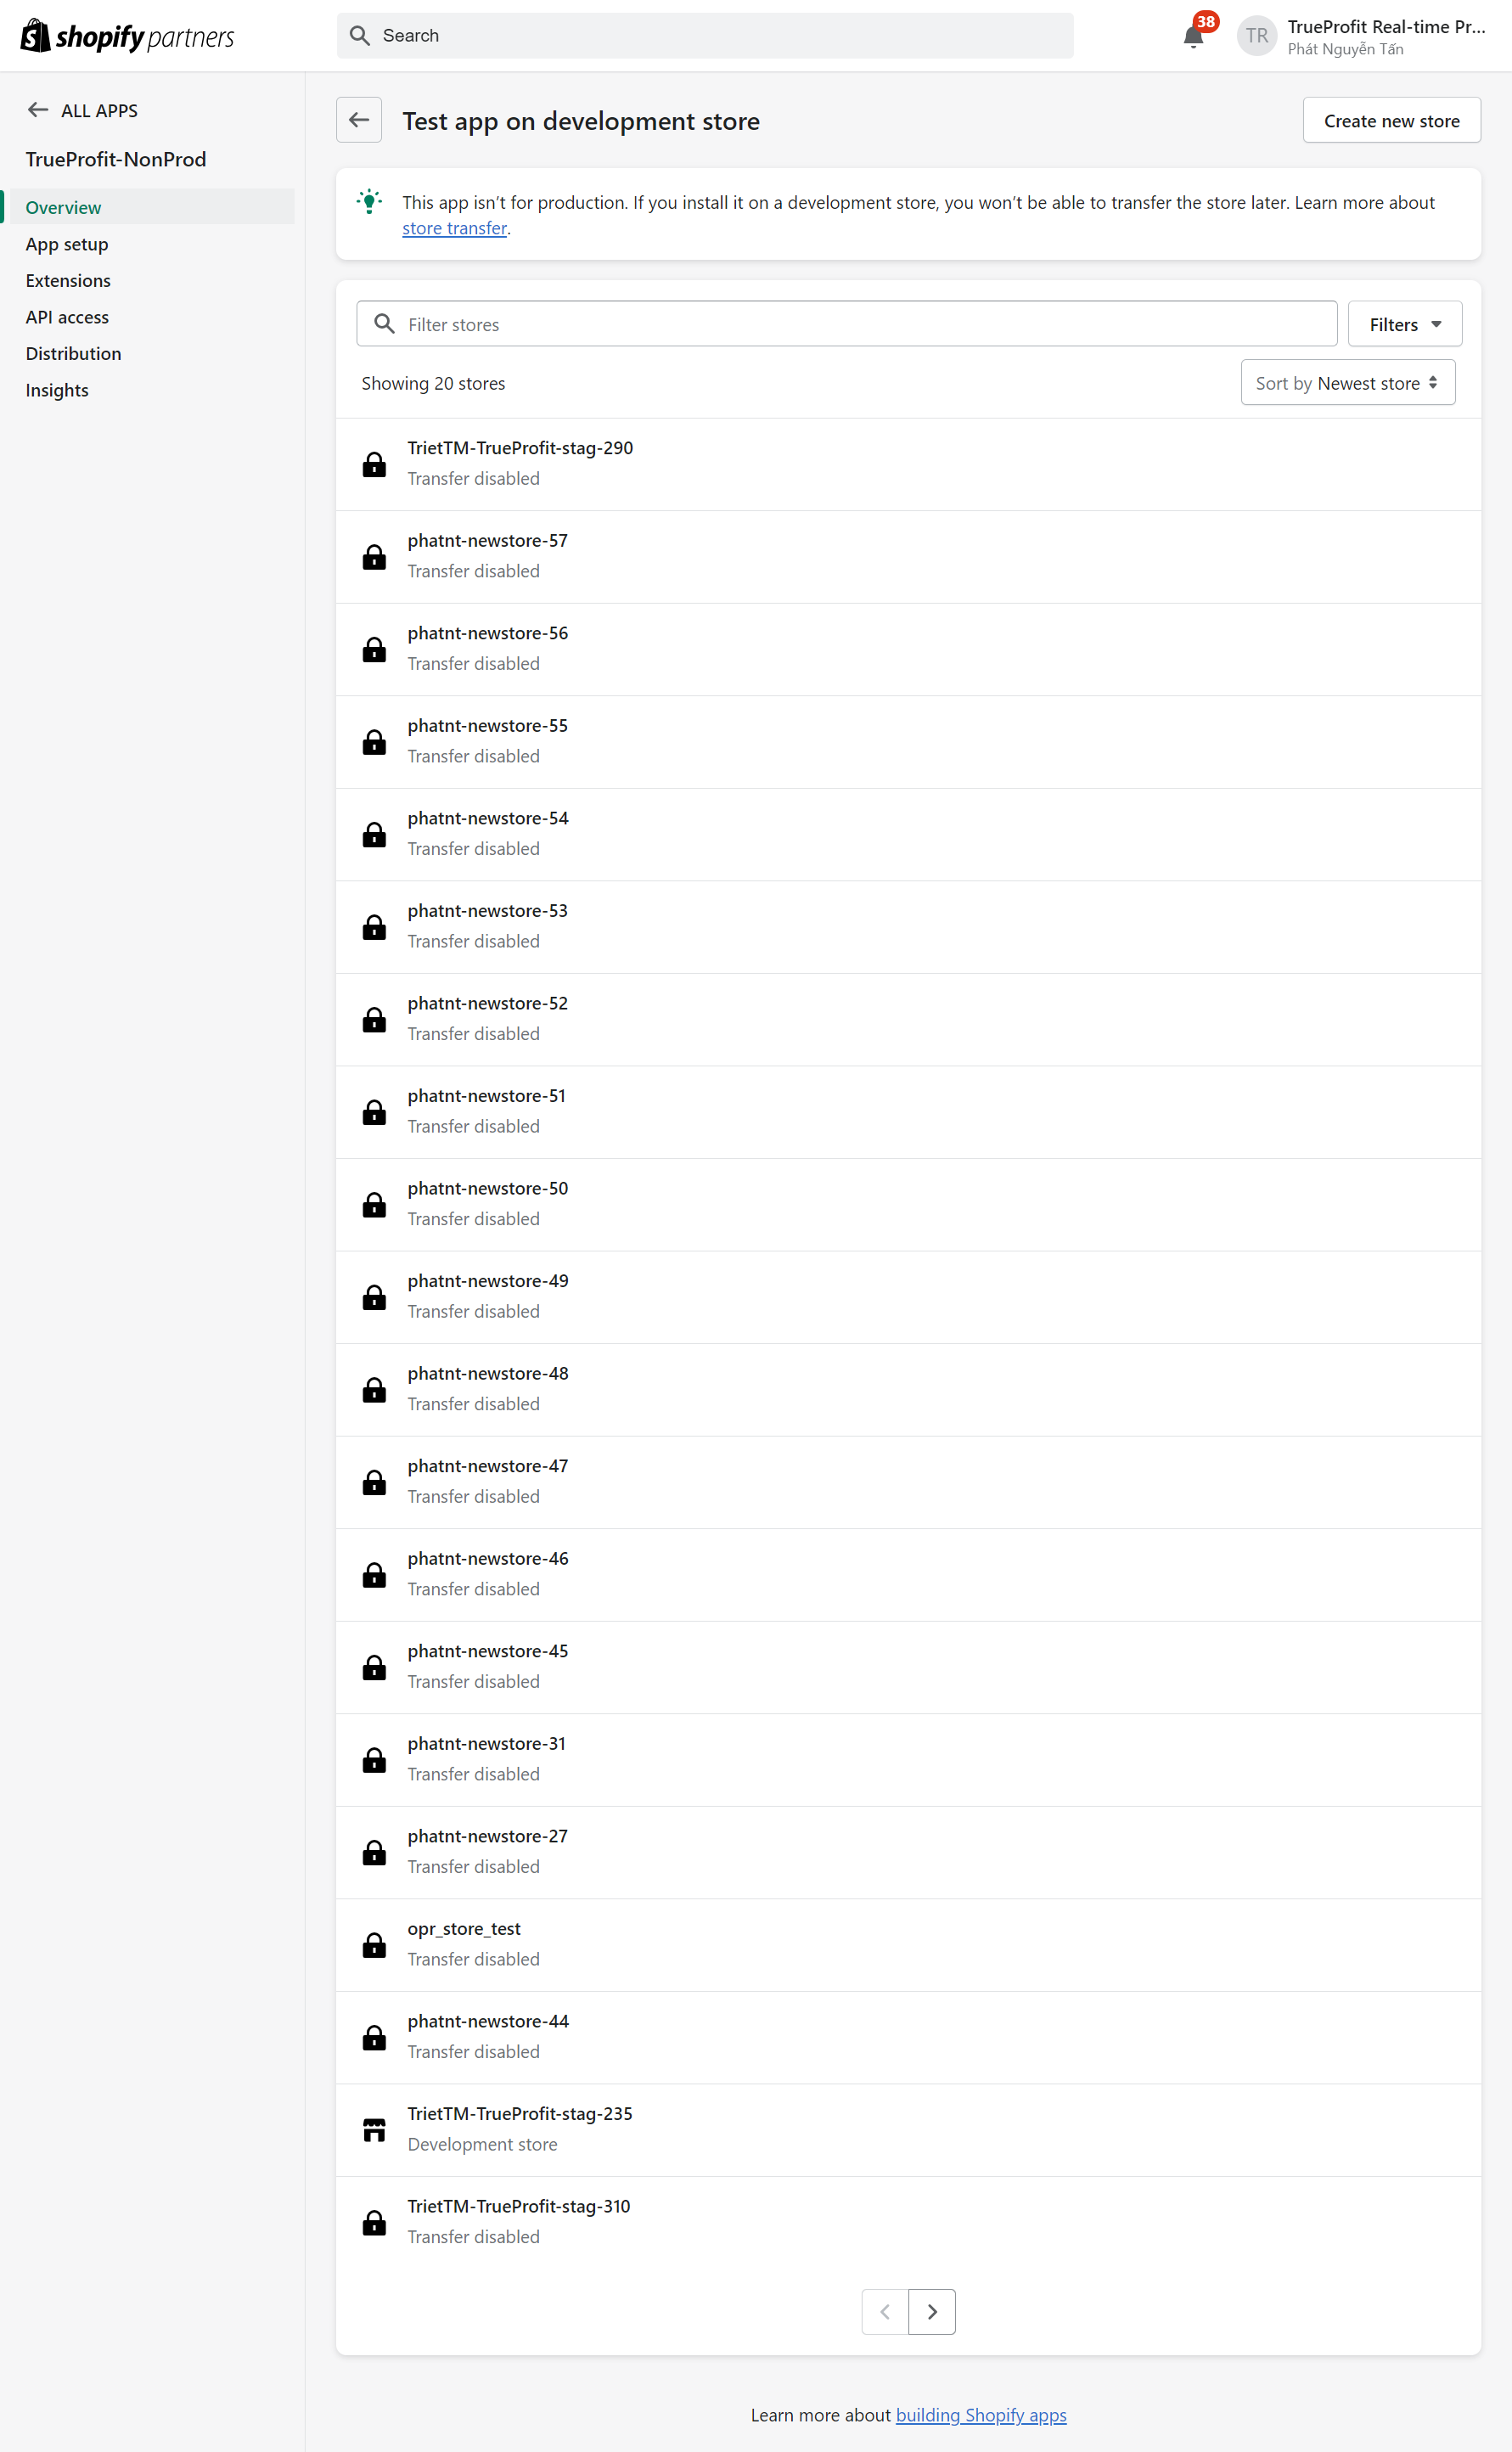 shopify partners
Search
38
TR
TrueProfit Real-time Pr...
Phát Nguyễn Tấn
ALL APPS
TrueProfit-NonProd
Overview
App setup
Extensions
API access
Distribution
Insights
Test app on development store
Create new store
This app isn’t for production. If you install it on a development store, you won’t be able to transfer the store later. Learn more about
store transfer.
Filter stores
Filters
Showing 20 stores
Sort by Newest store
TrietTM-TrueProfit-stag-290
Transfer disabled
phatnt-newstore-57
Transfer disabled
phatnt-newstore-56
Transfer disabled
phatnt-newstore-55
Transfer disabled
phatnt-newstore-54
Transfer disabled
phatnt-newstore-53
Transfer disabled
phatnt-newstore-52
Transfer disabled
phatnt-newstore-51
Transfer disabled
phatnt-newstore-50
Transfer disabled
phatnt-newstore-49
Transfer disabled
phatnt-newstore-48
Transfer disabled
phatnt-newstore-47
Transfer disabled
phatnt-newstore-46
Transfer disabled
phatnt-newstore-45
Transfer disabled
phatnt-newstore-31
Transfer disabled
phatnt-newstore-27
Transfer disabled
opr_store_test
Transfer disabled
phatnt-newstore-44
Transfer disabled
TrietTM-TrueProfit-stag-235
Development store
TrietTM-TrueProfit-stag-310
Transfer disabled
Learn more about building Shopify apps